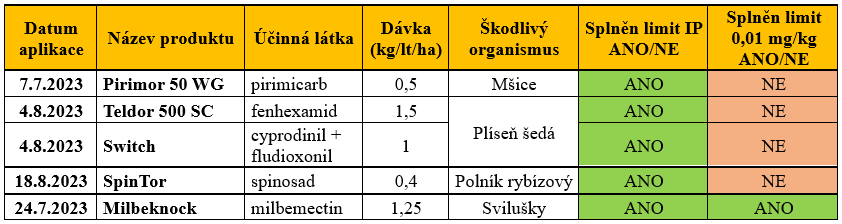 Datum aplikace | Název produktu | Účinná látka | Dávka (kg/lt/ha) | Škodlivý organismus | Splněn limit IP ANO/NE | Splněn limit 0,01 mg/kg ANO/NE
7.7.2023 | Pirimor 50 WG | pirimicarb | 0,5 | Mšice | ANO | NE
4.8.2023 | Teldor 500 SC | fenhexamid | 1,5 | Plíseň šedá | ANO | NE
4.8.2023 | Switch | cyprodinil + fludioxonil | 1 | ANO | NE
18.8.2023 | SpinTor | spinosad | 0,4 | Polník rybízový | ANO | NE
24.7.2023 | Milbeknock | milbemectin | 1,25 | Svilušky | ANO | ANO